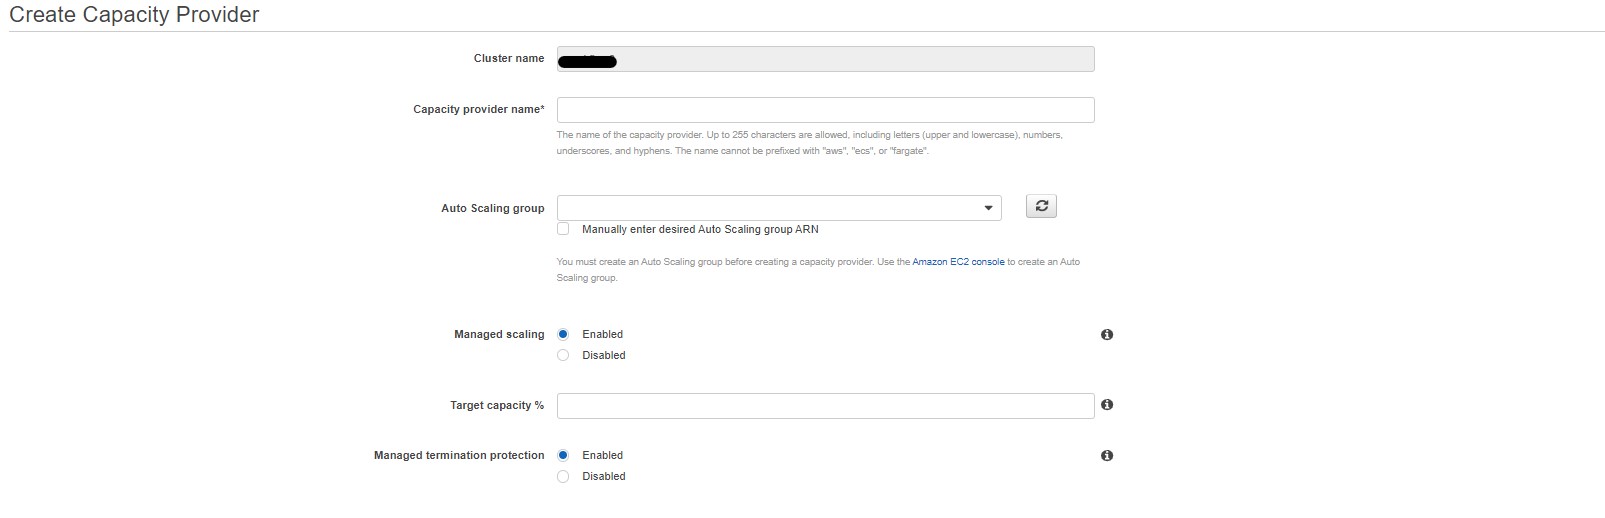 Create Capacity Provider
Cluster name
Capacity provider name*
The name of the capacity provider. Up to 255 characters are allowed, including letters (upper and lowercase), numbers,
underscores, and hyphens. The name cannot be prefixed with "aws", "ecs", or "fargate".
Auto Scaling group
Manually enter desired Auto Scaling group ARN
You must create an Auto Scaling group before creating a capacity provider. Use the Amazon EC2 console to create an Auto
Scaling group.
Managed scaling Enabled
Disabled
Target capacity %
Managed termination protection Enabled
Disabled